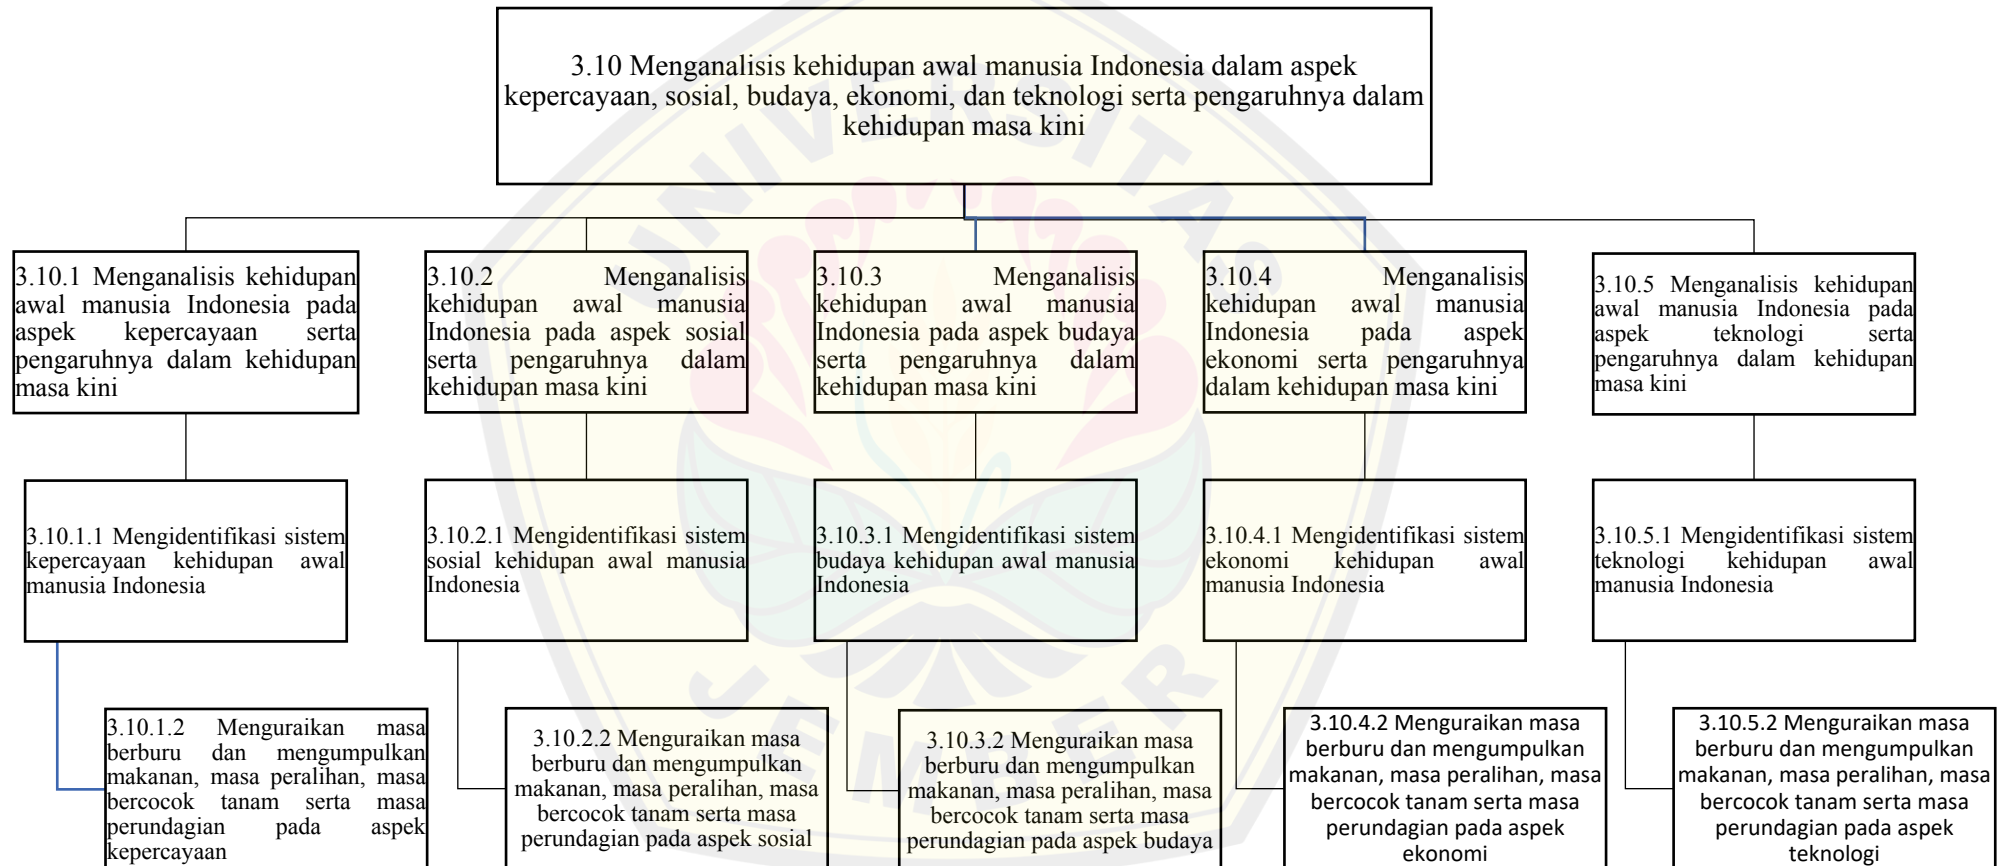 3.10 Menganalisis kehidupan awal manusia Indonesia dalam aspek
kepercayaan, sosial, budaya, ekonomi, dan teknologi serta pengaruhnya dalam
kehidupan masa kini
3.10.1 Menganalisis kehidupan
awal manusia Indonesia pada
aspek kepercayaan serta
pengaruhnya dalam kehidupan
masa kini
3.10.2 Menganalisis
kehidupan awal manusia
Indonesia pada aspek sosial
serta pengaruhnya dalam
kehidupan masa kini
3.10.3 Menganalisis
kehidupan awal manusia
Indonesia pada aspek budaya
serta pengaruhnya dalam
kehidupan masa kini
3.10.4 Menganalisis
kehidupan awal manusia
Indonesia pada aspek
ekonomi serta pengaruhnya
dalam kehidupan masa kini
3.10.5 Menganalisis kehidupan
awal manusia Indonesia pada
aspek teknologi serta
pengaruhnya dalam kehidupan
masa kini
3.10.1.1 Mengidentifikasi sistem
kepercayaan kehidupan awal
manusia Indonesia
3.10.2.1 Mengidentifikasi sistem
sosial kehidupan awal manusia
Indonesia
3.10.3.1 Mengidentifikasi sistem
budaya kehidupan awal manusia
Indonesia
3.10.4.1 Mengidentifikasi sistem
ekonomi kehidupan awal
manusia Indonesia
3.10.5.1 Mengidentifikasi sistem
teknologi kehidupan awal
manusia Indonesia
3.10.1.2 Menguraikan masa
berburu dan mengumpulkan
makanan, masa peralihan, masa
bercocok tanam serta masa
perundagian pada aspek
kepercayaan
3.10.2.2 Menguraikan masa
berburu dan mengumpulkan
makanan, masa peralihan, masa
bercocok tanam serta masa
perundagian pada aspek sosial
3.10.3.2 Menguraikan masa
berburu dan mengumpulkan
makanan, masa peralihan, masa
bercocok tanam serta masa
perundagian pada aspek budaya
3.10.4.2 Menguraikan masa
berburu dan mengumpulkan
makanan, masa peralihan, masa
bercocok tanam serta masa
perundagian pada aspek
ekonomi
3.10.5.2 Menguraikan masa
berburu dan mengumpulkan
makanan, masa peralihan, masa
bercocok tanam serta masa
perundagian pada aspek
teknologi
UNIVERSITAS
JEMBER